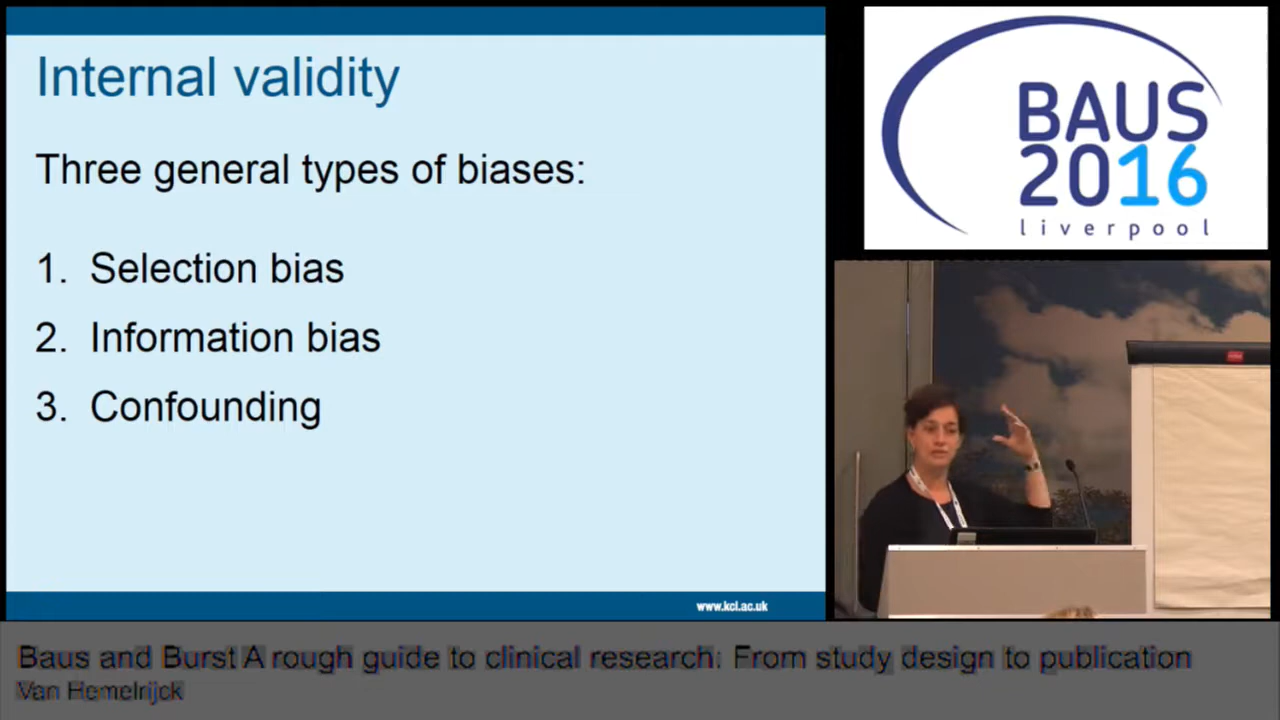 Internal validity
Three general types of biases:
1. Selection bias
2. Information bias
3. Confounding
www.kcl.ac.uk
BAUS
2016
liverpool
Baus and Burst A rough guide to clinical research: From study design to publication
Van Hemelrijck